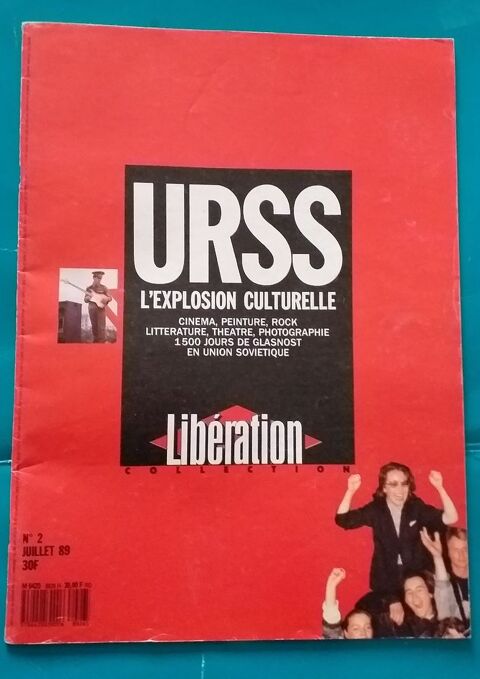 URSS
L'EXPLOSION CULTURELLE
CINEMA, PEINTURE, ROCK
LITTERATURE, THEATRE, PHOTOGRAPHIE
1500 JOURS DE GLASNOST
EN UNION SOVIETIQUE
Libération
COLLECTION
N° 2
JUILLET 89
30F